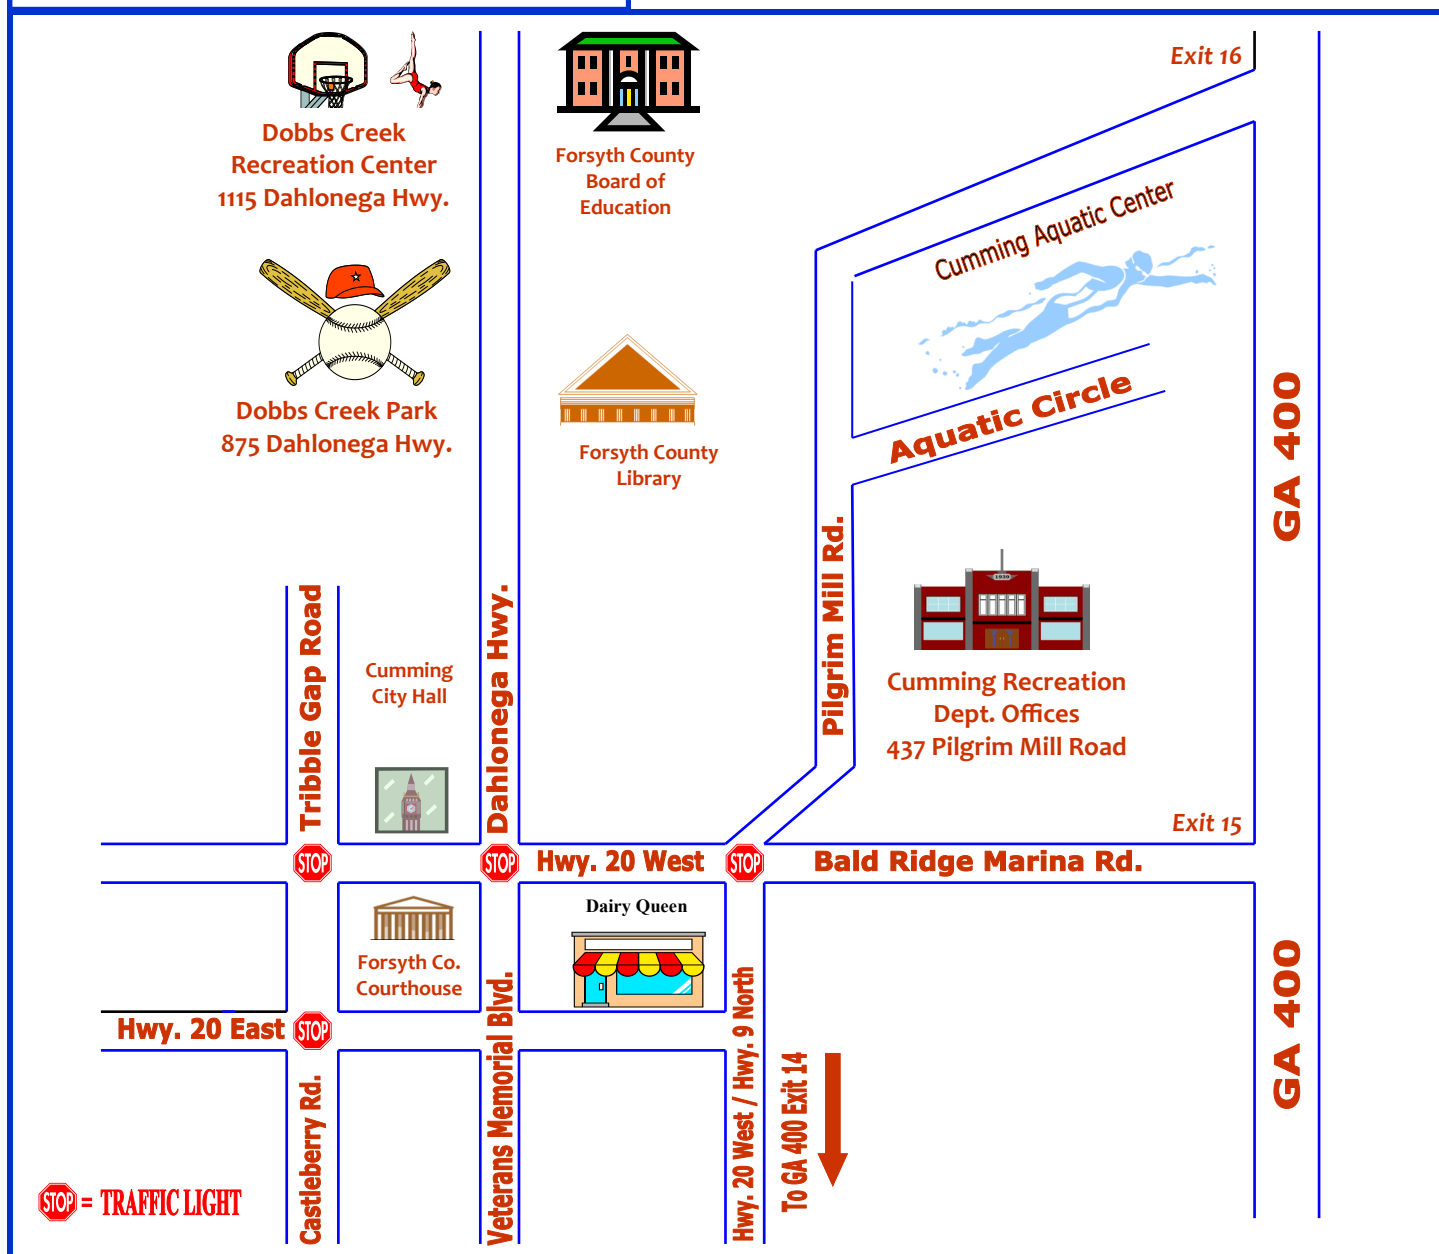 Exit 16
Dobbs Creek
Recreation Center
1115 Dahlonega Hwy.
Forsyth County
Board of
Education
Cumming Aquatic Center
Dobbs Creek Park
875 Dahlonega Hwy.
Forsyth County
Library
Aquatic Circle
GA 400
Pilgrim Mill Rd.
1939
Tribble Gap Road
Dahlonega Hwy.
Cumming
City Hall
Cumming Recreation
Dept. Offices
437 Pilgrim Mill Road
Exit 15
STOP
STOP
Hwy. 20 West
STOP
Bald Ridge Marina Rd.
Dairy Queen
Forsyth Co.
Courthouse
Hwy. 20 East
STOP
Castleberry Rd.
Veterans Memorial Blvd.
Hwy. 20 West / Hwy. 9 North
To GA 400 Exit 14
GA 400
STOP = TRAFFIC LIGHT